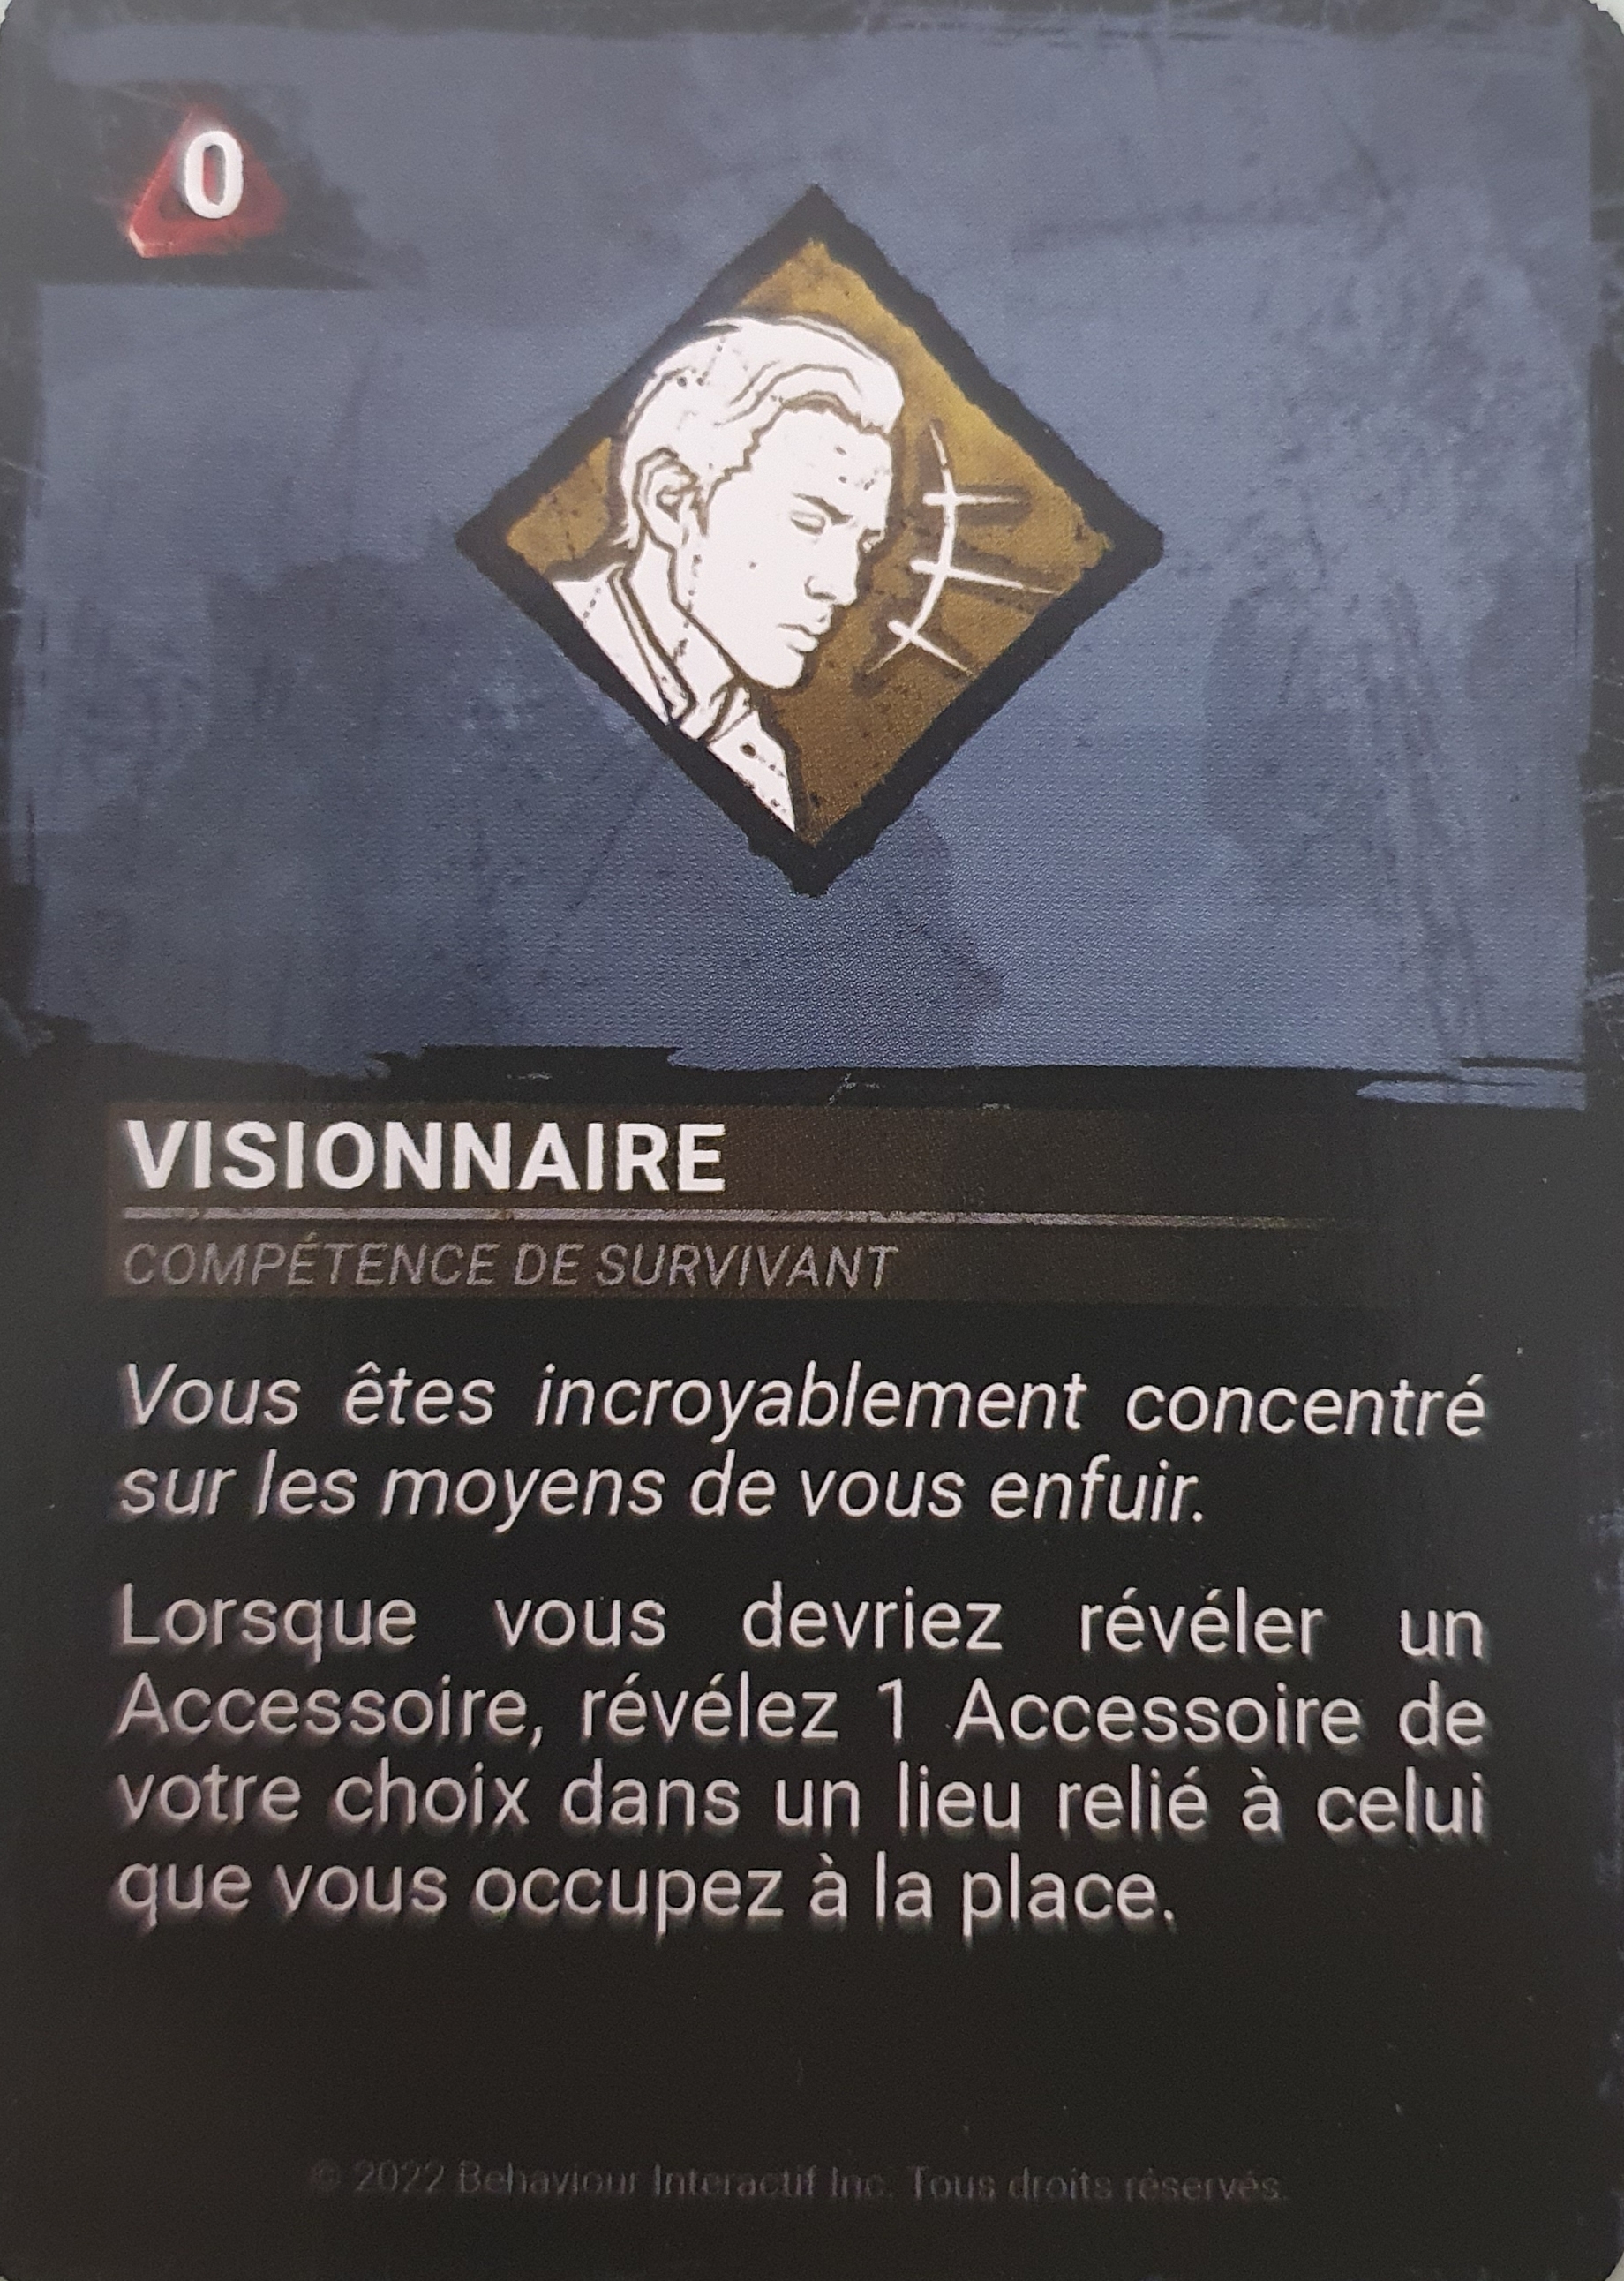 0
VISIONNAIRE
COMPÉTENCE DE SURVIVANT
Vous êtes incroyablement concentré
sur les moyens de vous enfuir.
Lorsque vous devriez révéler un
Accessoire, révélez 1 Accessoire de
votre choix dans un lieu relié à celui
que vous occupez à la place.
© 2022 Behaviour Interactif Inc. Tous droits réservés.